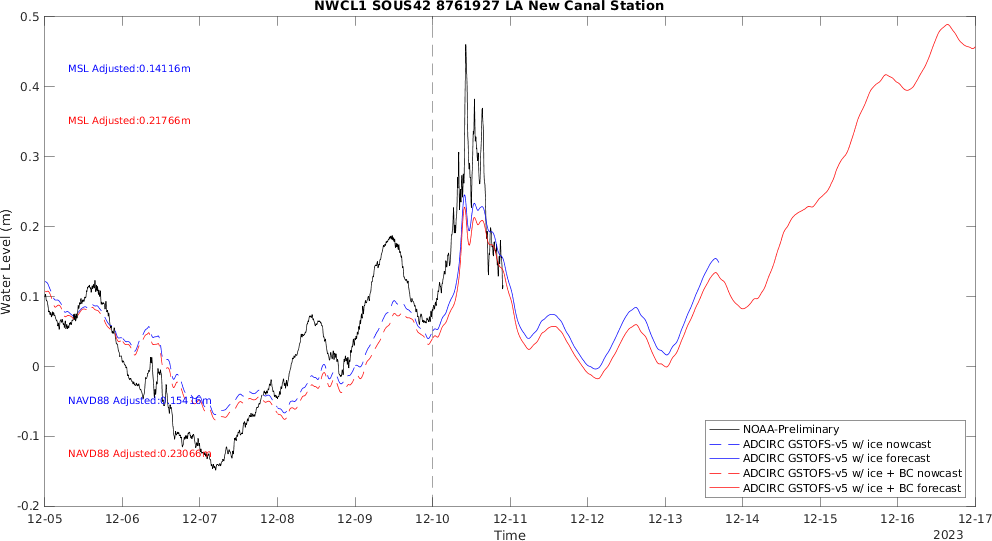 NWCL1 SOUS42 8761927 LA New Canal Station
0.5
0.4
0.3
0.2
0.1
0
-0.1
-0.2
Water Level (m)
MSL Adjusted:0.14116m
MSL Adjusted:0.21766m
NAVD88 Adjusted:0.15416m
NAVD88 Adjusted:0.23066m
NOAA-Preliminary
ADCIRC GSTOFS-v5 w/ ice nowcast
ADCIRC GSTOFS-v5 w/ ice forecast
ADCIRC GSTOFS-v5 w/ ice + BC nowcast
ADCIRC GSTOFS-v5 w/ ice + BC forecast
12-05 12-06 12-07 12-08 12-09 12-10 12-11 12-12 12-13 12-14 12-15 12-16 12-17
Time
2023